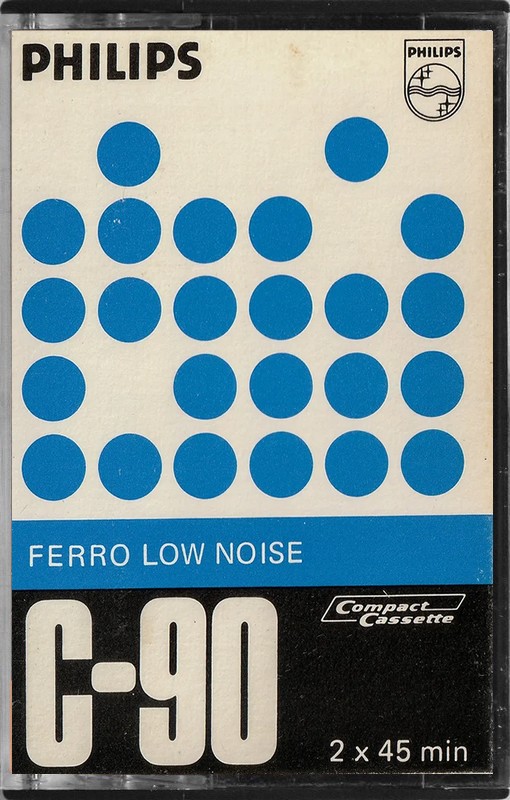 PHILIPS
PHILIPS
FERRO LOW NOISE
C-90
Compact
Cassette
2 x 45 min